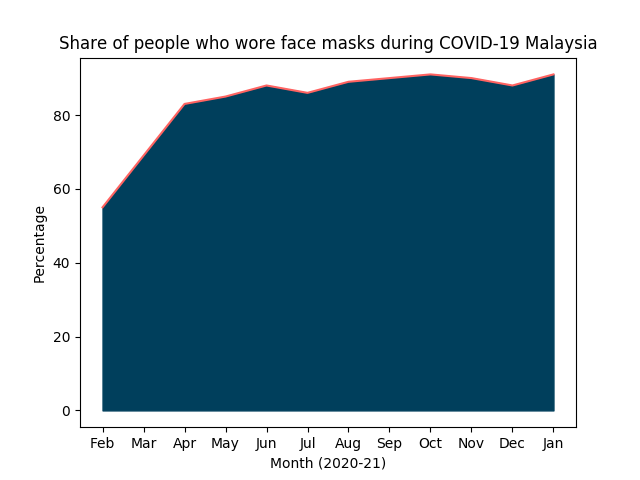 Share of people who wore face masks during COVID-19 Malaysia
80
60
40
20
0
Percentage
Feb Mar Apr May Jun Jul Aug Sep Oct Nov Dec Jan
Month (2020-21)